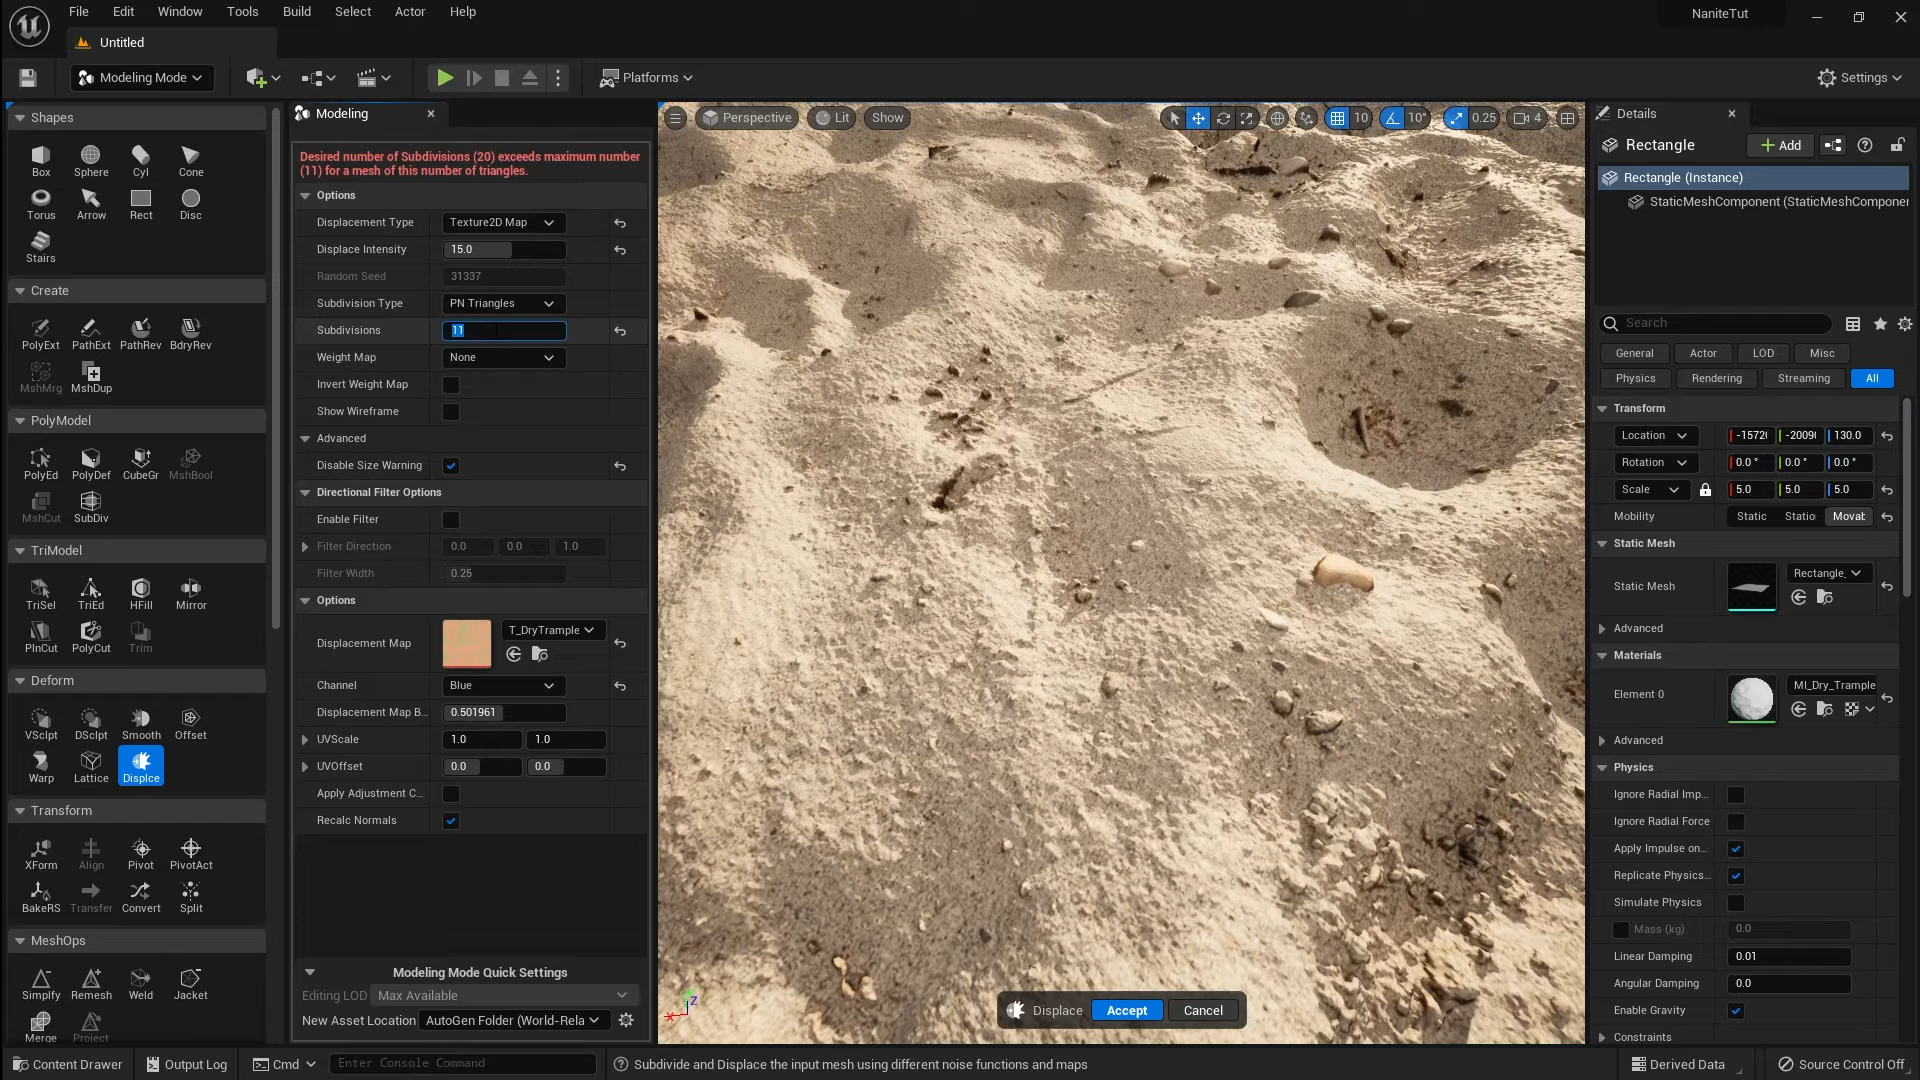 File Edit Window Tools Build Select Actor Help
NaniteTut
Untitled
Modeling Mode
Platforms
Settings
Shapes
Box Sphere Cyl Cone
Torus Arrow Rect Disc
Stairs
Create
PolyExt PathExt PathRev BdryRev
MshMrg MshDup
PolyModel
PolyEd PolyDef CubeGr MshBool
MshCut SubDiv
TriModel
TriSel TriEd HFill Mirror
PlnCut PolyCut Trim
Deform
VSclpt DSclpt Smooth Offset
Warp Lattice Displce
Transform
XForm Align Pivot PivotAct
BakeRS Transfer Convert Split
MeshOps
Simplfy Remesh Weld Jacket
Merge Project
Modeling
Desired number of Subdivisions (20) exceeds maximum number
(11) for a mesh of this number of triangles.
Options
Displacement Type Texture2D Map
Displace Intensity 15.0
Random Seed 31337
Subdivision Type PN Triangles
Subdivisions 11
Weight Map None
Invert Weight Map
Show Wireframe
Advanced
Disable Size Warning
Directional Filter Options
Enable Filter
Filter Direction 0.0 0.0 1.0
Filter Width 0.25
Options
Displacement Map T_DryTrample
Channel Blue
Displacement Map B... 0.501961
UVScale 1.0 1.0
UVOffset 0.0 0.0
Apply Adjustment C...
Recalc Normals
Modeling Mode Quick Settings
Editing LOD Max Available
New Asset Location AutoGen Folder (World-Rela
Perspective Lit Show
10 10° 0.25 4
Z
X
Displace Accept Cancel
Details
Rectangle Add
Rectangle (Instance)
StaticMeshComponent (StaticMeshComponer
Search
General Actor LOD Misc
Physics Rendering Streaming All
Transform
Location -1572( -2009( 130.0
Rotation 0.0 ° 0.0 ° 0.0 °
Scale 5.0 5.0 5.0
Mobility Static Statio Movab
Static Mesh
Static Mesh Rectangle_
Advanced
Materials
Element 0 MI_Dry_Trample
Advanced
Physics
Ignore Radial Imp...
Ignore Radial Force
Apply Impulse on...
Replicate Physics...
Simulate Physics
Mass (kg) 0.0
Linear Damping 0.01
Angular Damping 0.0
Enable Gravity
Constraints
Content Drawer Output Log Cmd Enter Console Command Subdivide and Displace the input mesh using different noise functions and maps Derived Data Source Control Off